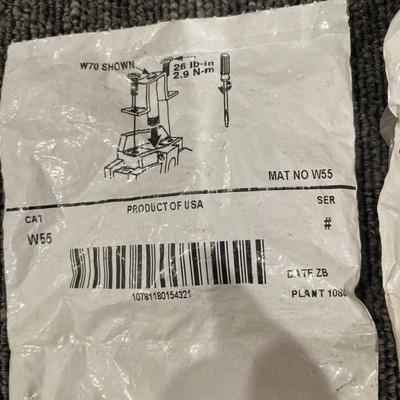 W70 SHOWN
26 lb-in
2.9 N-m
MAT NO W55
CAT
PRODUCT OF USA
SER
W55
#
10781180154321
DATE ZB
PLANT 1080